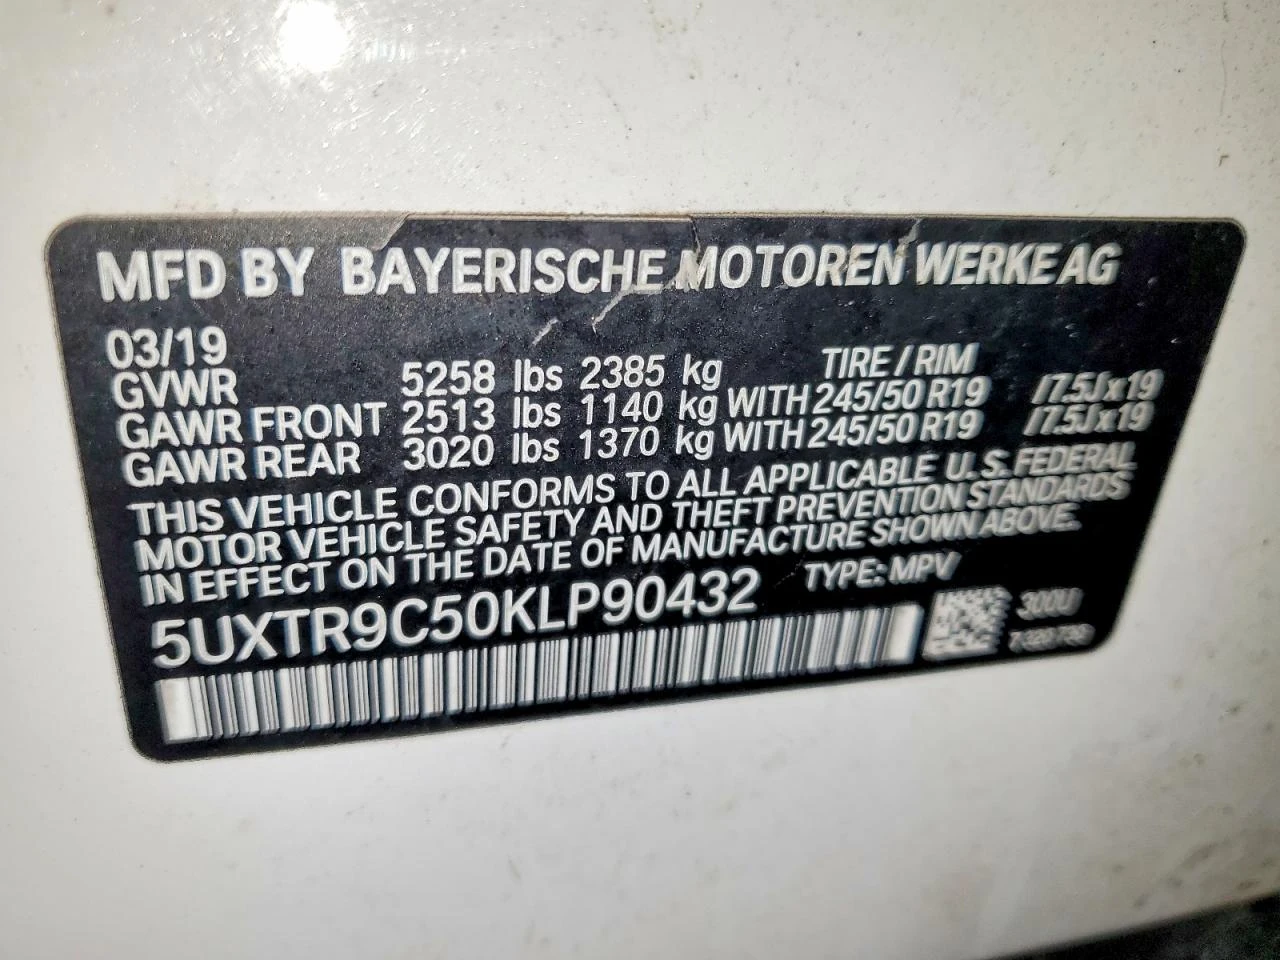 MFD BY BAYERISCHE MOTOREN WERKE AG
03/19 TIRE / RIM
GVWR 5258 lbs 2385 kg
GAWR FRONT 2513 lbs 1140 kg WITH 245/50 R19 /7.5Jx19
GAWR REAR 3020 lbs 1370 kg WITH 245/50 R19 /7.5Jx19
THIS VEHICLE CONFORMS TO ALL APPLICABLE U.S. FEDERAL
MOTOR VEHICLE SAFETY AND THEFT PREVENTION STANDARDS
IN EFFECT ON THE DATE OF MANUFACTURE SHOWN ABOVE.
5UXTR9C50KLP90432 TYPE: MPV
300U